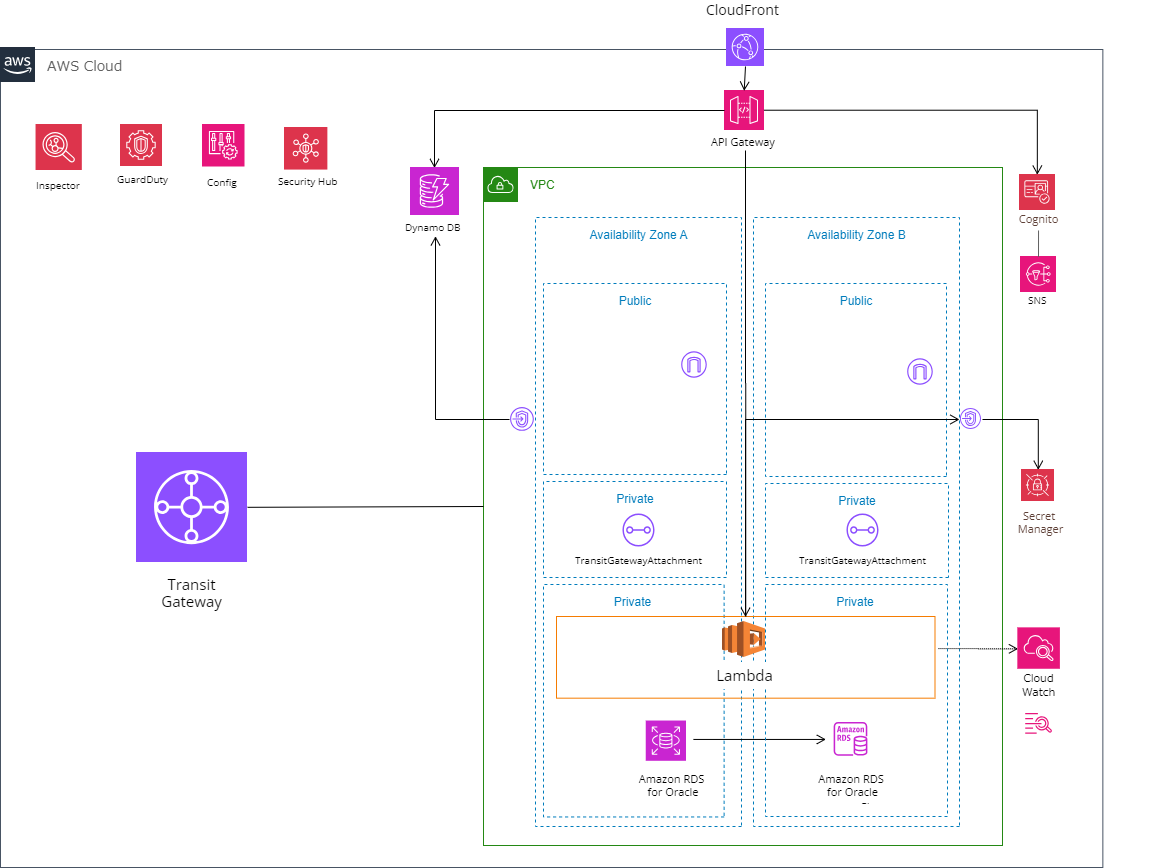 CloudFront
aws
AWS Cloud
API Gateway
Inspector
GuardDuty
Config
Security Hub
Dynamo DB
VPC
Cognito
SNS
Availability Zone A
Availability Zone B
Public
Public
Private
TransitGatewayAttachment
Private
TransitGatewayAttachment
Secret
Manager
Transit
Gateway
Private
Private
Lambda
Cloud
Watch
Amazon RDS
for Oracle
Amazon
RDS
Amazon RDS
for Oracle